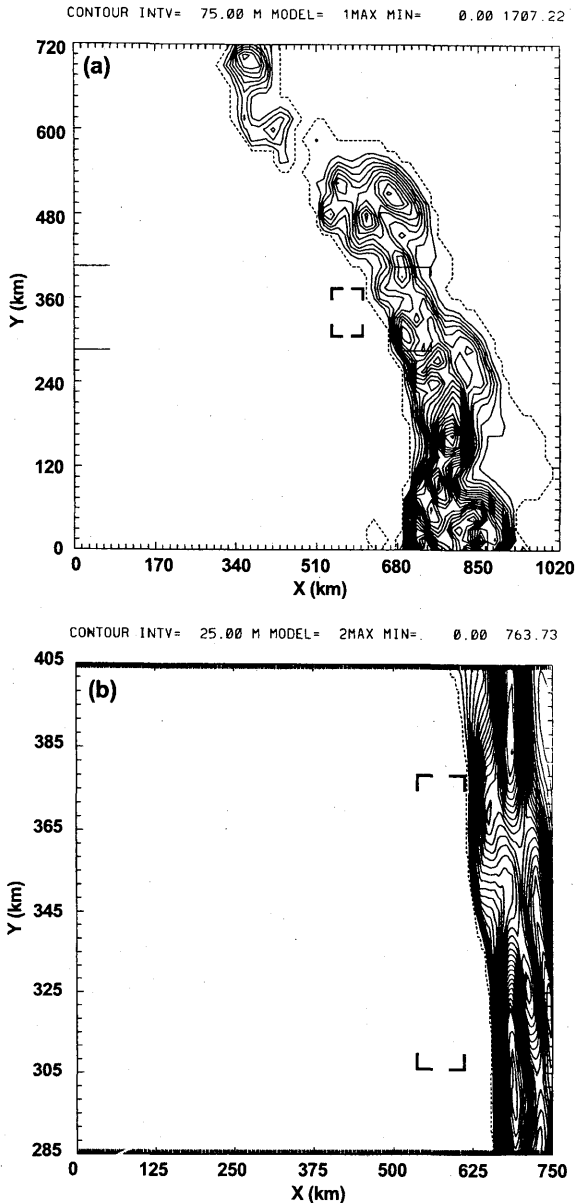 CONTOUR INTV= 75.00 M MODEL= 1MAX MIN= 0.00 1707.22
(a)
720
600
480
360
240
120
0
Y (km)
0 170 340 510 680 850 1020
X (km)
CONTOUR INTV= 25.00 M MODEL= 2MAX MIN= 0.00 763.73
(b)
405
385
365
345
325
305
285
Y (km)
0 125 250 375 500 625 750
X (km)